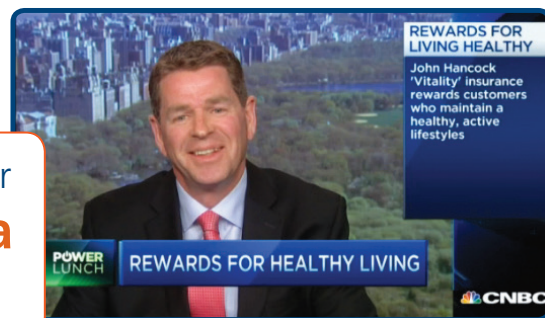 REWARDS FOR
LIVING HEALTHY
John Hancock
'Vitality' insurance
rewards customers
who maintain a
healthy, active
lifestyles
r
a
POWER
LUNCH
REWARDS FOR HEALTHY LIVING
CNBC